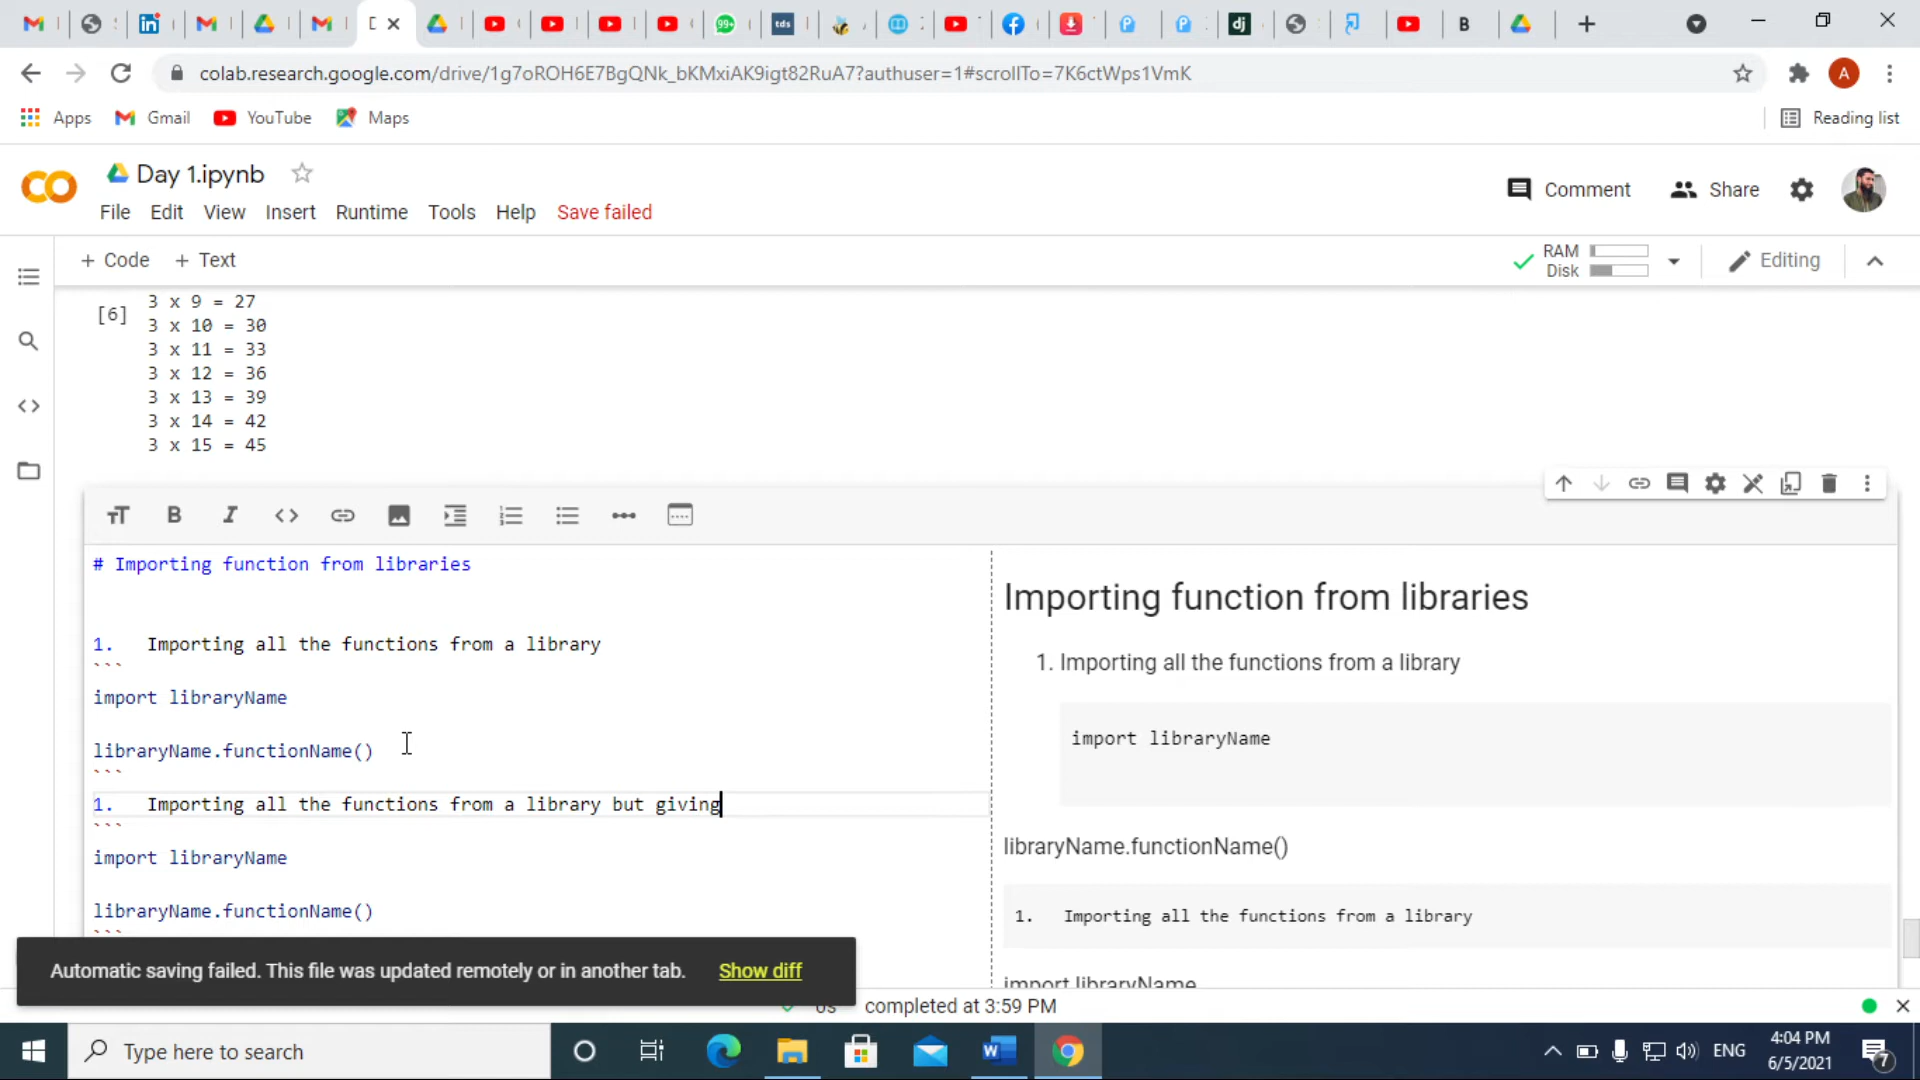 colab.research.google.com/drive/1g7oROH6E7BgQNk_bKMxiAK9igt82RuA7?authuser=1#scrollTo=7K6ctWps1VmK
A
Apps
Gmail
YouTube
Maps
Reading list
Day 1.ipynb
Comment
Share
File
Edit
View
Insert
Runtime
Tools
Help
Save failed
+ Code
+ Text
RAM
Disk
Editing
[6]
3 x 9 = 27
3 x 10 = 30
3 x 11 = 33
3 x 12 = 36
3 x 13 = 39
3 x 14 = 42
3 x 15 = 45
# Importing function from libraries
1. Importing all the functions from a library
```
import libraryName
libraryName.functionName()
```
1. Importing all the functions from a library but giving
```
import libraryName
libraryName.functionName()
```
Importing function from libraries
1. Importing all the functions from a library
import libraryName
libraryName.functionName()
1. Importing all the functions from a library
import libraryName
Automatic saving failed. This file was updated remotely or in another tab.
Show diff
completed at 3:59 PM
Type here to search
ENG
4:04 PM
6/5/2021
7